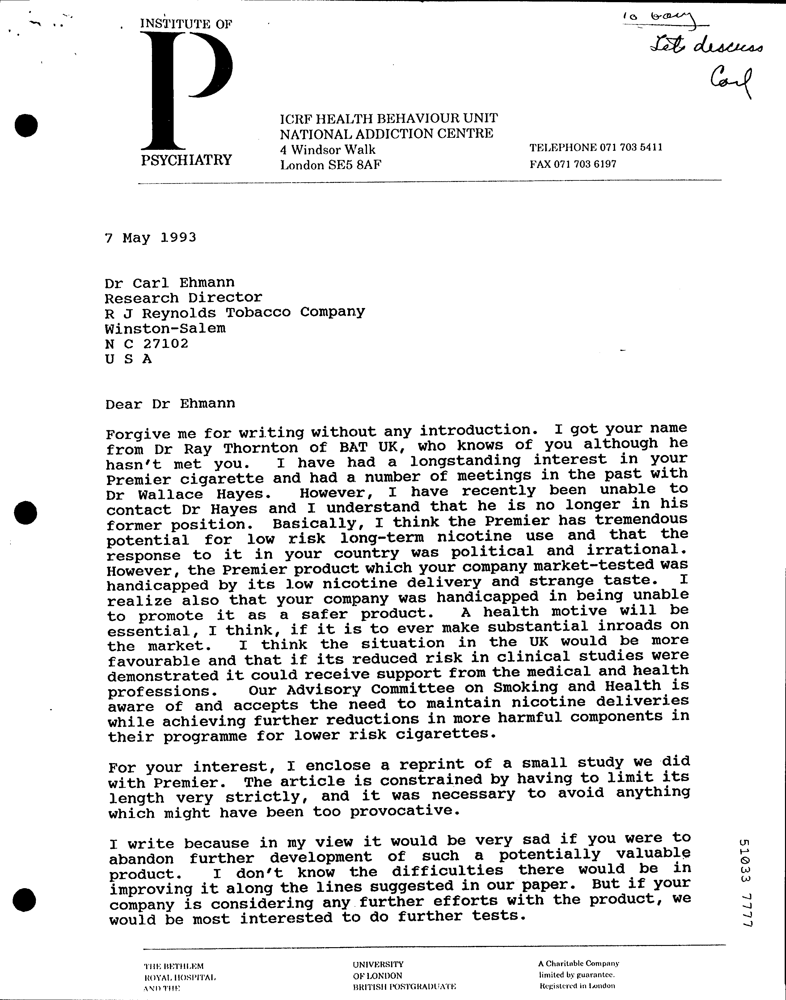 INSTITUTE OF
P
PSYCHIATRY
to
Let's discuss
Carl
ICRF HEALTH BEHAVIOUR UNIT
NATIONAL ADDICTION CENTRE
4 Windsor Walk
London SE5 8AF
TELEPHONE 071 703 5411
FAX 071 703 6197
7 May 1993
Dr Carl Ehmann
Research Director
R J Reynolds Tobacco Company
Winston-Salem
N C 27102
U S A
Dear Dr Ehmann
Forgive me for writing without any introduction. I got your name
from Dr Ray Thornton of BAT UK, who knows of you although he
hasn't met you. I have had a longstanding interest in your
Premier cigarette and had a number of meetings in the past with
Dr Wallace Hayes. However, I have recently been unable to
contact Dr Hayes and I understand that he is no longer in his
former position. Basically, I think the Premier has tremendous
potential for low risk long-term nicotine use and that the
response to it in your country was political and irrational.
However, the Premier product which your company market-tested was
handicapped by its low nicotine delivery and strange taste. I
realize also that your company was handicapped in being unable
to promote it as a safer product. A health motive will be
essential, I think, if it is to ever make substantial inroads on
the market. I think the situation in the UK would be more
favourable and that if its reduced risk in clinical studies were
demonstrated it could receive support from the medical and health
professions. Our Advisory Committee on Smoking and Health is
aware of and accepts the need to maintain nicotine deliveries
while achieving further reductions in more harmful components in
their programme for lower risk cigarettes.
For your interest, I enclose a reprint of a small study we did
with Premier. The article is constrained by having to limit its
length very strictly, and it was necessary to avoid anything
which might have been too provocative.
I write because in my view it would be very sad if you were to
abandon further development of such a potentially valuable
product. I don't know the difficulties there would be in
improving it along the lines suggested in our paper. But if your
company is considering any further efforts with the product, we
would be most interested to do further tests.
51033 7777
THE BETHLEM
ROYAL HOSPITAL
AND THE
UNIVERSITY
OF LONDON
BRITISH POSTGRADUATE
A Charitable Company
limited by guarantee.
Registered in London